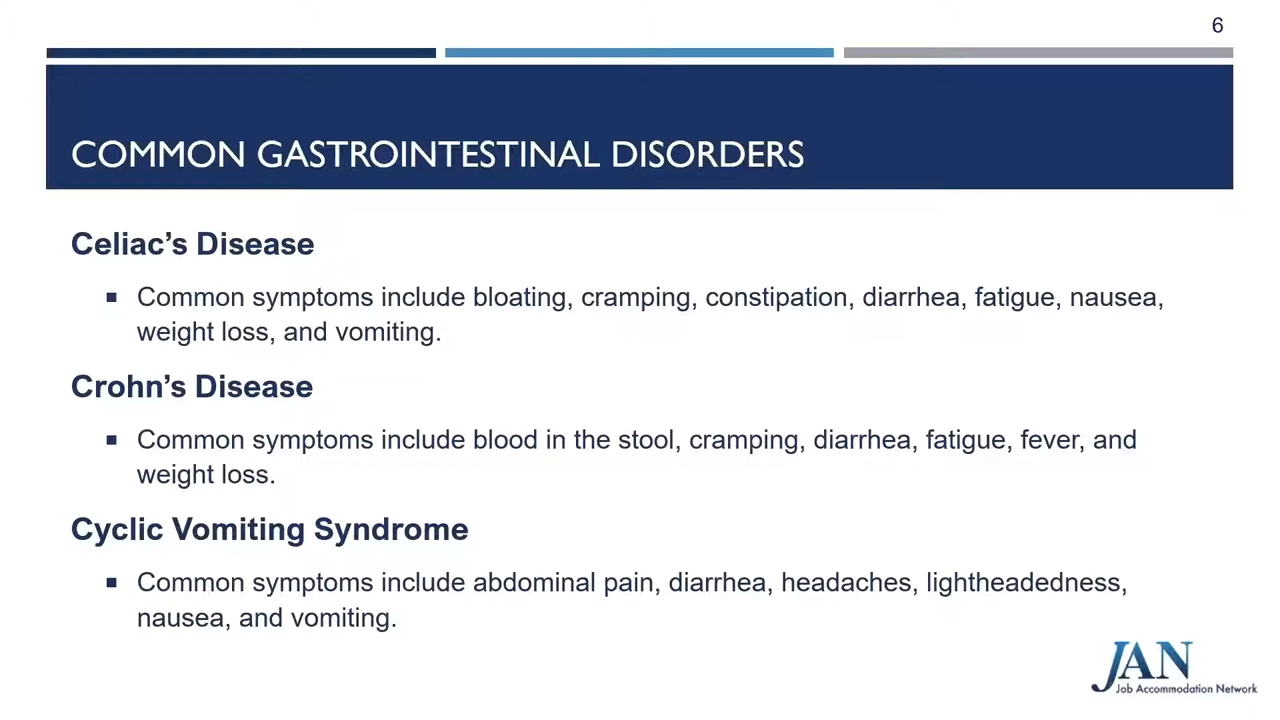 6
COMMON GASTROINTESTINAL DISORDERS
Celiac’s Disease
▪ Common symptoms include bloating, cramping, constipation, diarrhea, fatigue, nausea,
weight loss, and vomiting.
Crohn’s Disease
▪ Common symptoms include blood in the stool, cramping, diarrhea, fatigue, fever, and
weight loss.
Cyclic Vomiting Syndrome
▪ Common symptoms include abdominal pain, diarrhea, headaches, lightheadedness,
nausea, and vomiting.
JAN
Job Accommodation Network